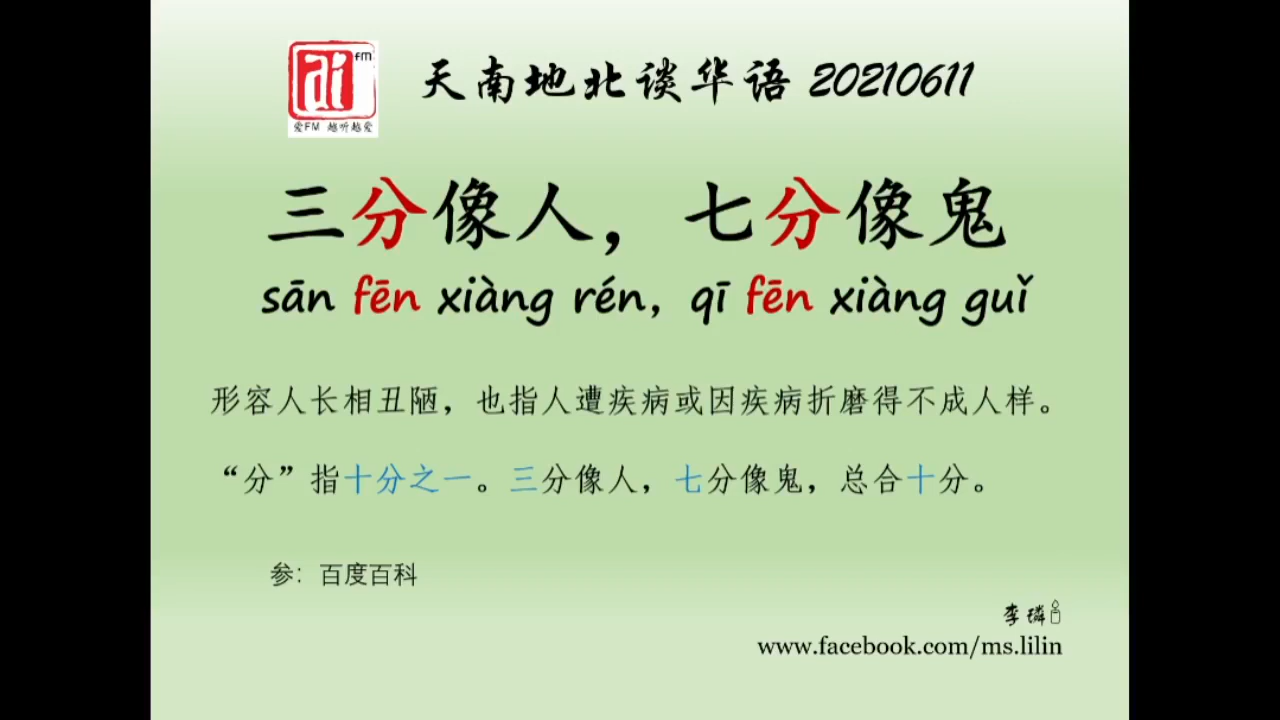 ai fm
爱FM 越听越爱
天南地北谈华语 20210611
三分像人，七分像鬼
sān fēn xiàng rén, qī fēn xiàng guǐ
形容人长相丑陋，也指人遭疾病或因疾病折磨得不成人样。
“分”指十分之一。三分像人，七分像鬼，总合十分。
参：百度百科
李璘
www.facebook.com/ms.lilin